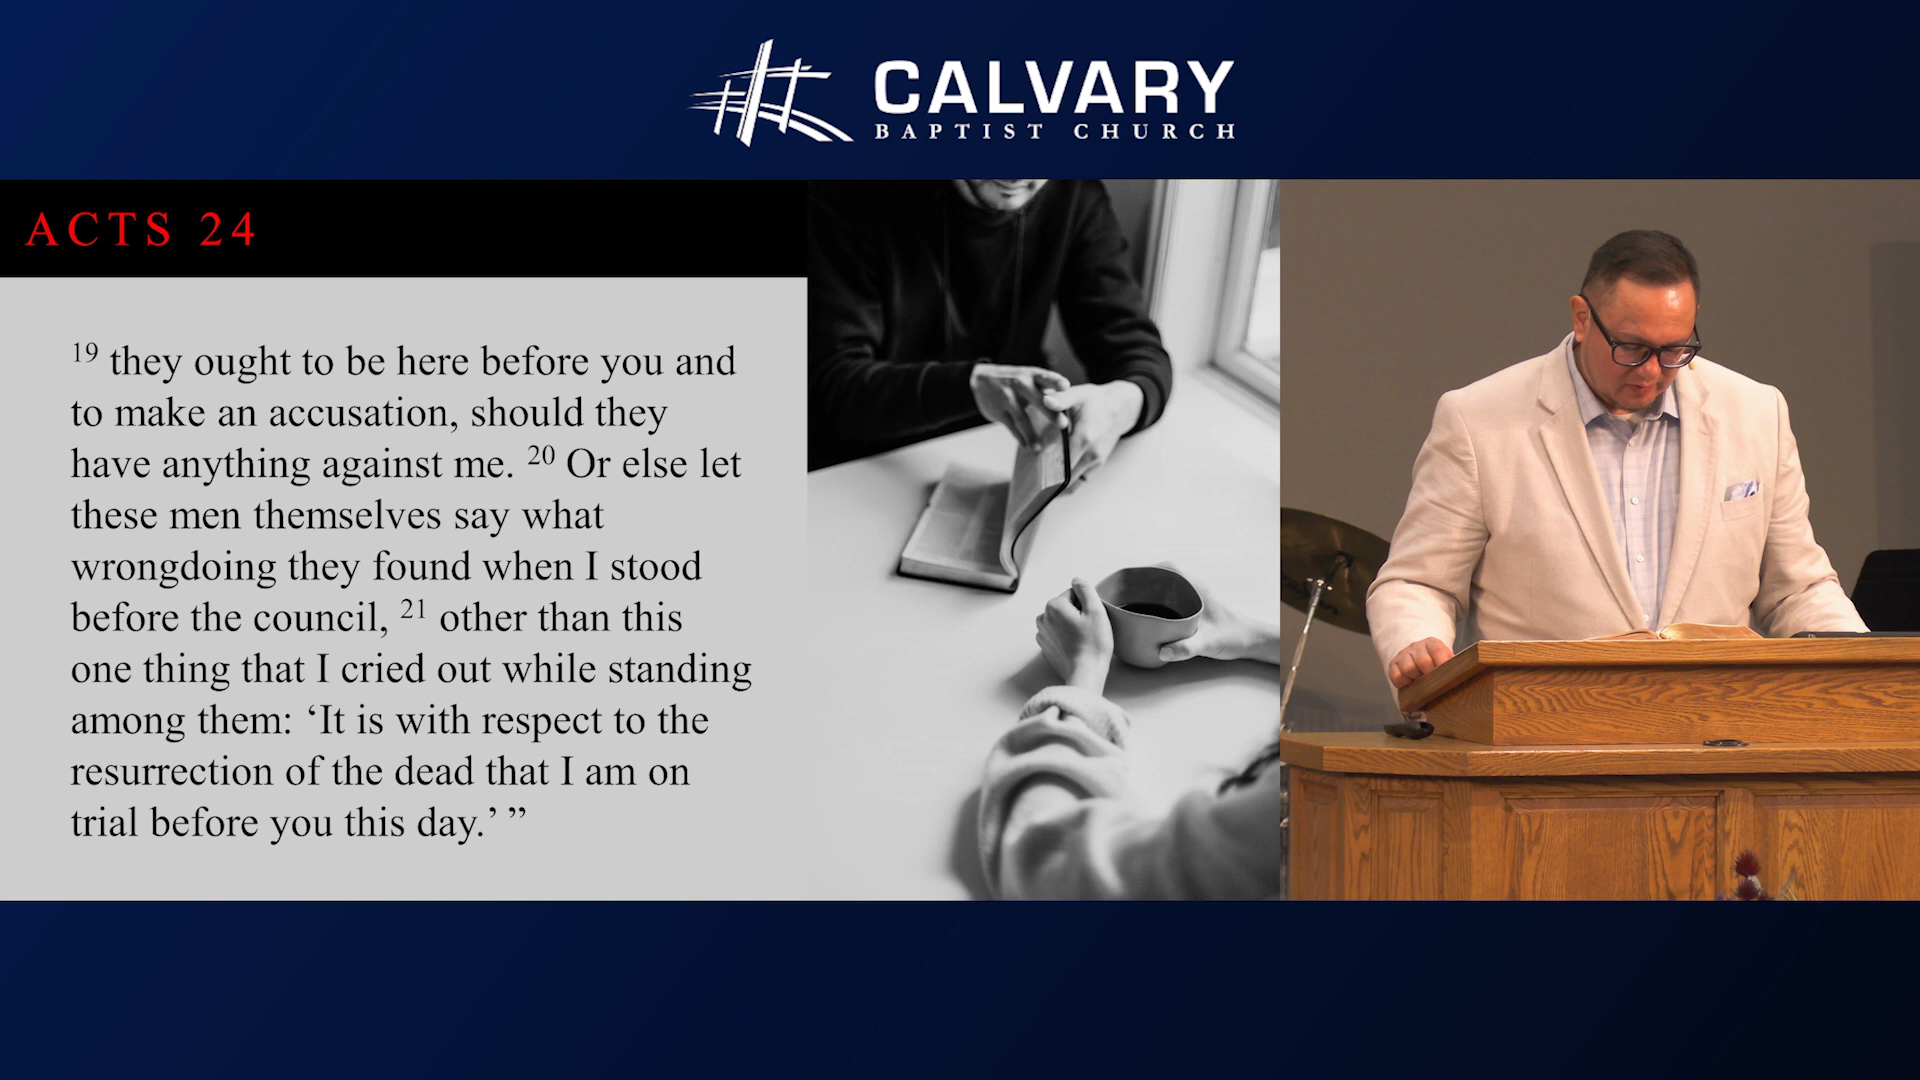 CALVARY
BAPTIST CHURCH
ACTS 24
19 they ought to be here before you and
to make an accusation, should they
have anything against me. 20 Or else let
these men themselves say what
wrongdoing they found when I stood
before the council, 21 other than this
one thing that I cried out while standing
among them: ‘It is with respect to the
resurrection of the dead that I am on
trial before you this day.’ ”